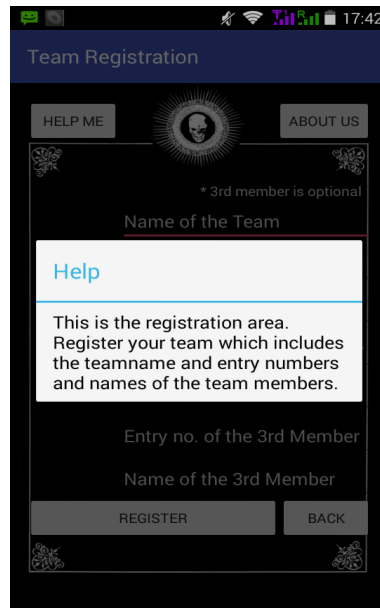 17:42
Team Registration
HELP ME
ABOUT US
* 3rd member is optional
Name of the Team
Help
This is the registration area.
Register your team which includes
the teamname and entry numbers
and names of the team members.
Entry no. of the 3rd Member
Name of the 3rd Member
REGISTER
BACK